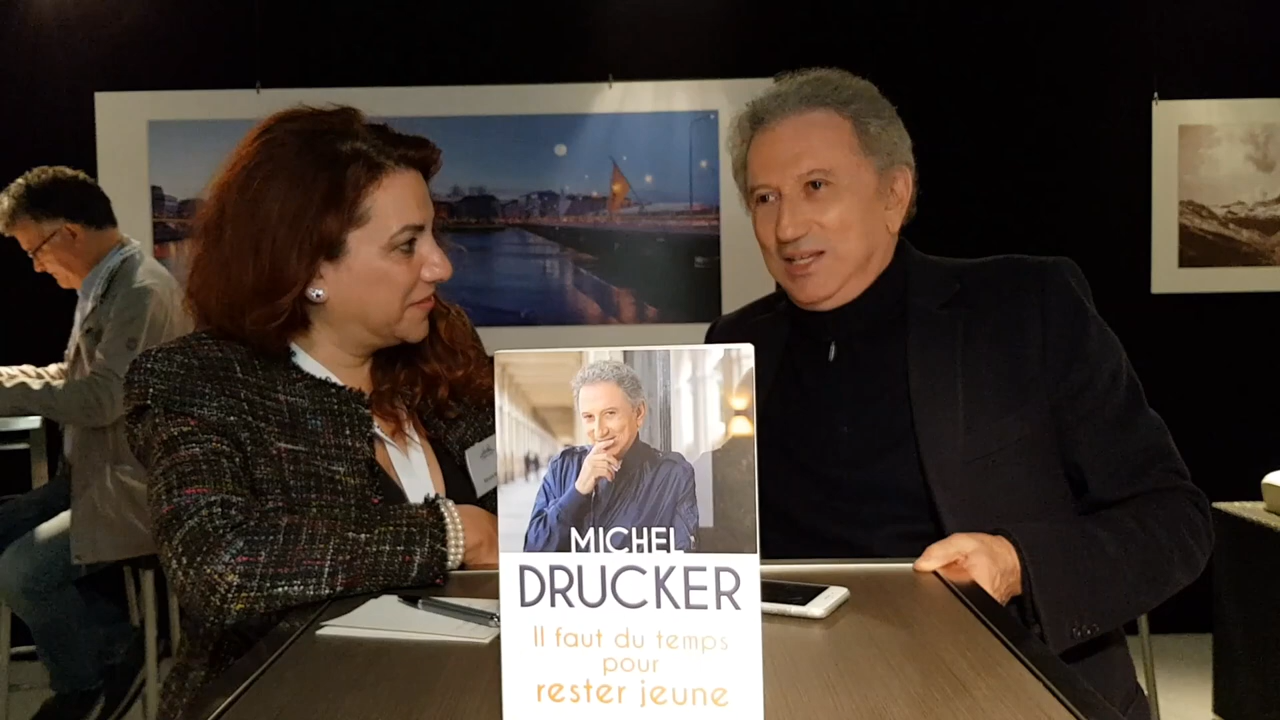 MICHEL
DRUCKER
Il faut du temps
pour
rester jeune